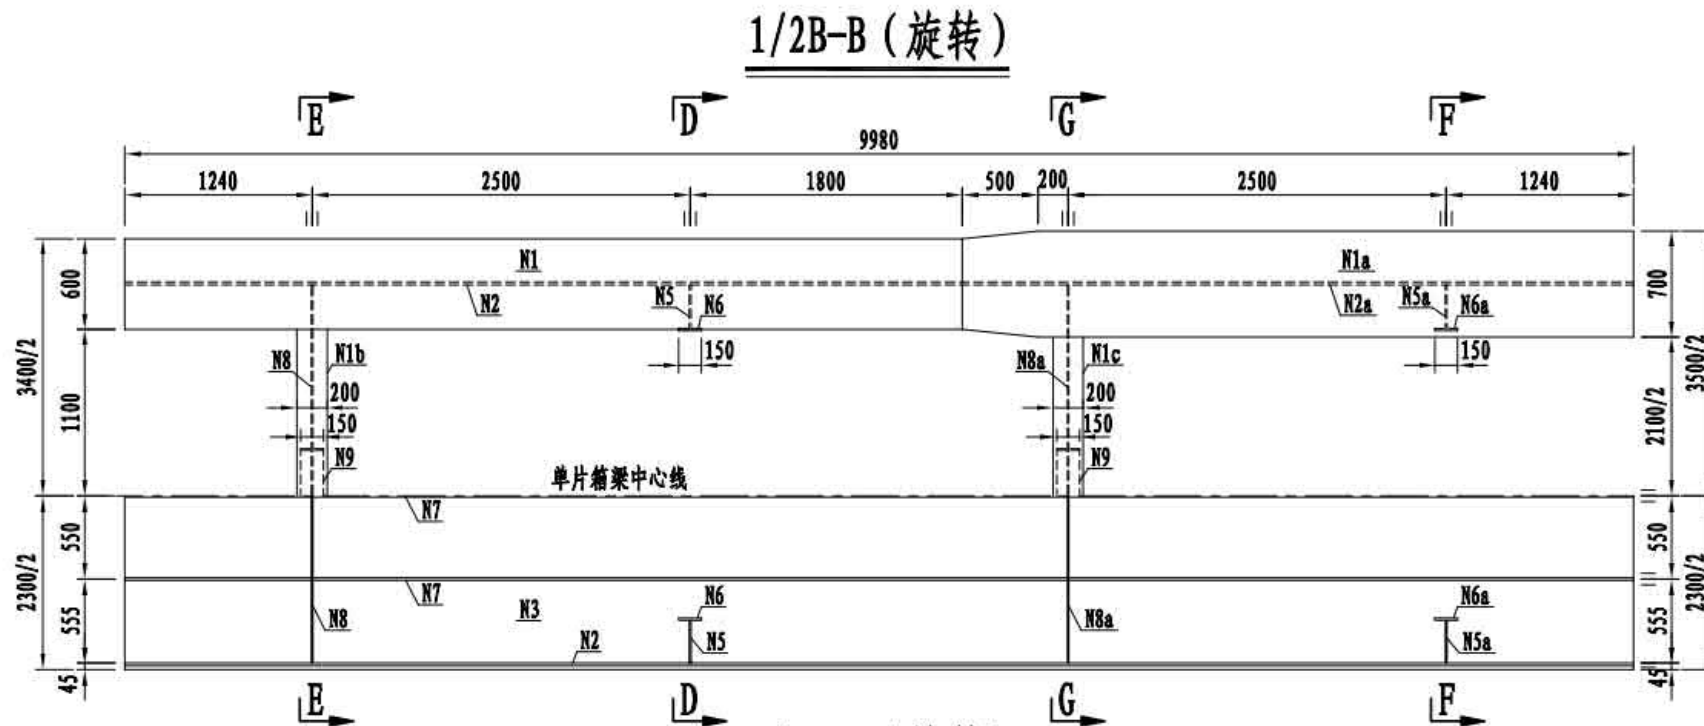 1/2B-B（旋转）
E D G F
9980
1240 2500 1800 500 200 2500 1240
N1 N1a
600 700
N2 N5 N6 N2a N5a N6a
150 150
3400/2 3500/2
N8 N1b N8a N1c
200 200
1100 2100/2
150 150
N9 N9
单片箱梁中心线
N7
550 550
2300/2 2300/2
N7 N3 N6 N6a
555 555
N8 N2 N5 N8a N5a
45 45
E D G F